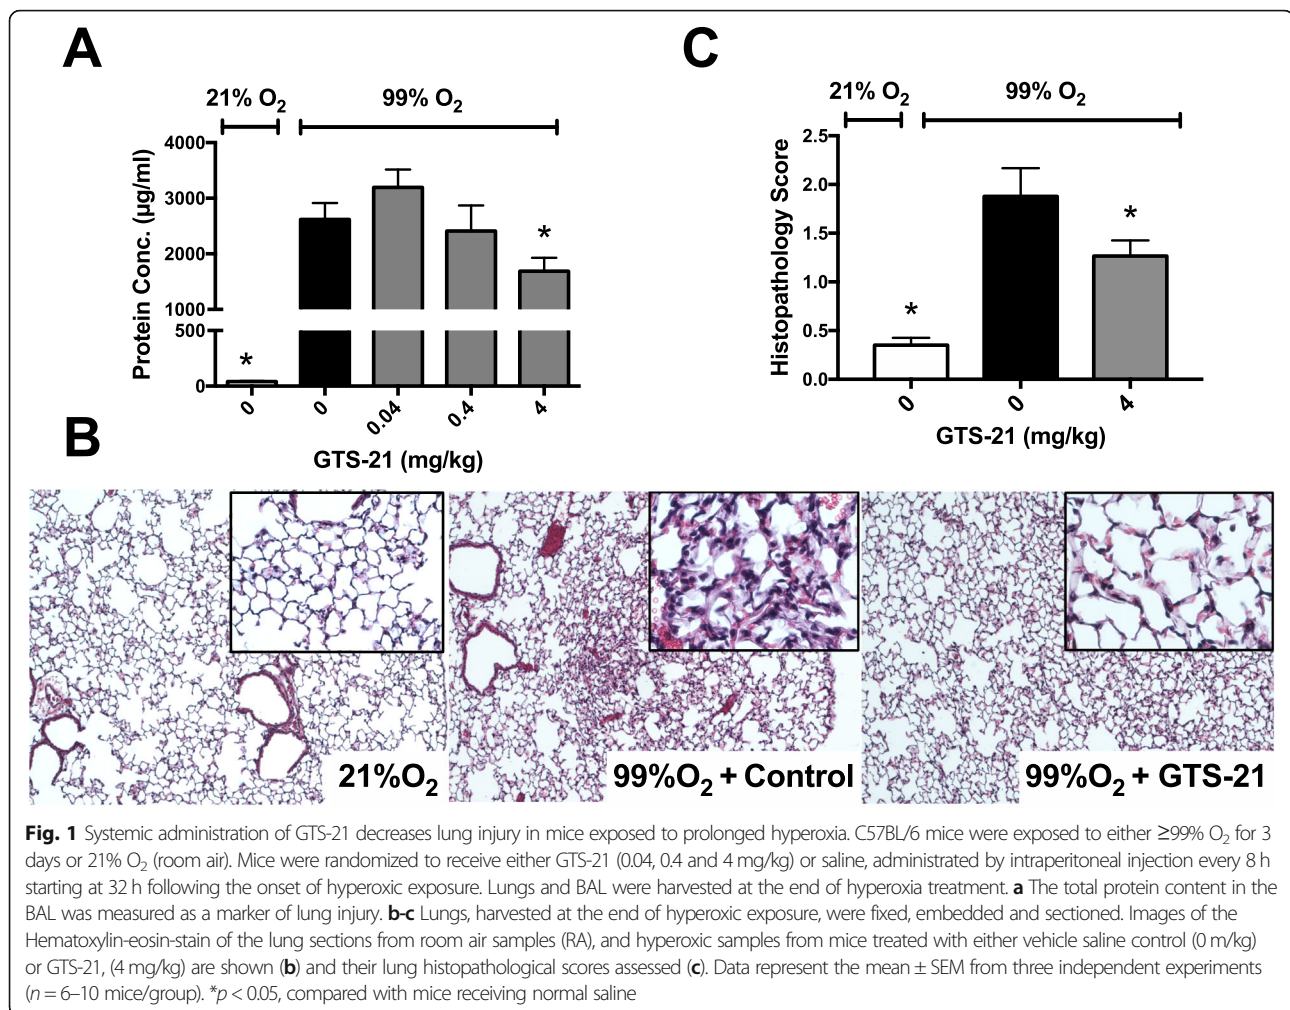 A
21% O2
99% O2
Protein Conc. (µg/ml)
4000
3000
2000
1000
500
0
*
*
0
0
0.04
0.4
4
GTS-21 (mg/kg)
C
21% O2
99% O2
Histopathology Score
2.5
2.0
1.5
1.0
0.5
0.0
*
*
0
0
4
GTS-21 (mg/kg)
B
21%O2
99%O2 + Control
99%O2 + GTS-21
Fig. 1 Systemic administration of GTS-21 decreases lung injury in mice exposed to prolonged hyperoxia. C57BL/6 mice were exposed to either ≥99% O2 for 3
days or 21% O2 (room air). Mice were randomized to receive either GTS-21 (0.04, 0.4 and 4 mg/kg) or saline, administrated by intraperitoneal injection every 8 h
starting at 32 h following the onset of hyperoxic exposure. Lungs and BAL were harvested at the end of hyperoxia treatment. a The total protein content in the
BAL was measured as a marker of lung injury. b-c Lungs, harvested at the end of hyperoxic exposure, were fixed, embedded and sectioned. Images of the
Hematoxylin-eosin-stain of the lung sections from room air samples (RA), and hyperoxic samples from mice treated with either vehicle saline control (0 m/kg)
or GTS-21, (4 mg/kg) are shown (b) and their lung histopathological scores assessed (c). Data represent the mean ± SEM from three independent experiments
(n = 6–10 mice/group). *p < 0.05, compared with mice receiving normal saline